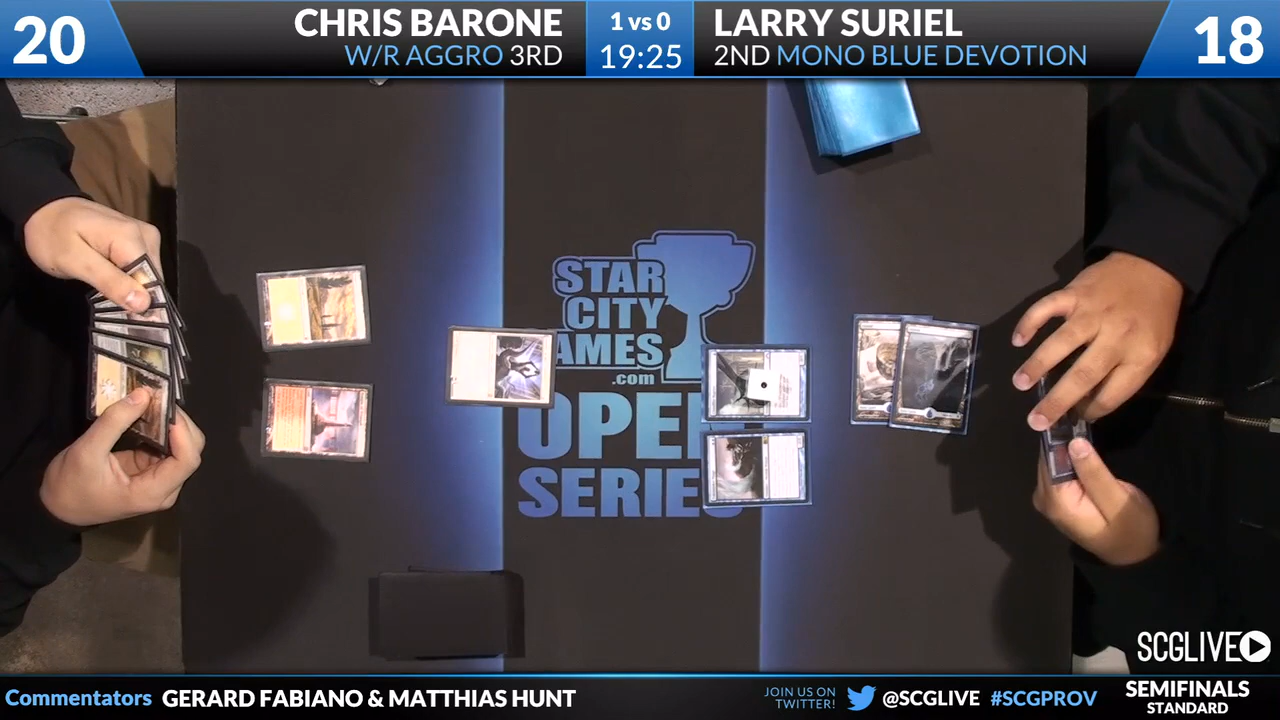 20
CHRIS BARONE
W/R AGGRO 3RD
1 vs 0
19:25
LARRY SURIEL
2ND MONO BLUE DEVOTION
18
STAR
CITY
GAMES
.com
OPEN
SERIES
SCGLIVE
Commentators GERARD FABIANO & MATTHIAS HUNT
JOIN US ON
TWITTER!
@SCGLIVE #SCGPROV
SEMIFINALS
STANDARD